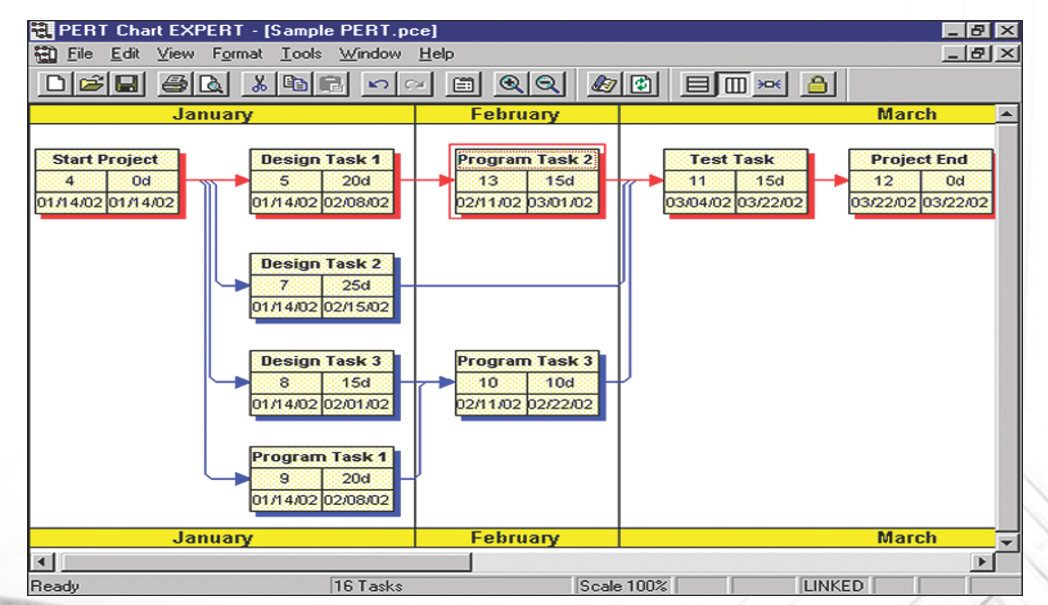 PERT Chart EXPERT - [Sample PERT.pce]
File Edit View Format Tools Window Help
January February March
Start Project Design Task 1 Program Task 2 Test Task Project End
4 0d 5 20d 13 15d 11 15d 12 0d
01/14/02 01/14/02 01/14/02 02/08/02 02/11/02 03/01/02 03/04/02 03/22/02 03/22/02 03/22/02
Design Task 2
7 25d
01/14/02 02/15/02
Design Task 3 Program Task 3
8 15d 10 10d
01/14/02 02/01/02 02/11/02 02/22/02
Program Task 1
9 20d
01/14/02 02/08/02
January February March
Ready 16 Tasks Scale 100% LINKED